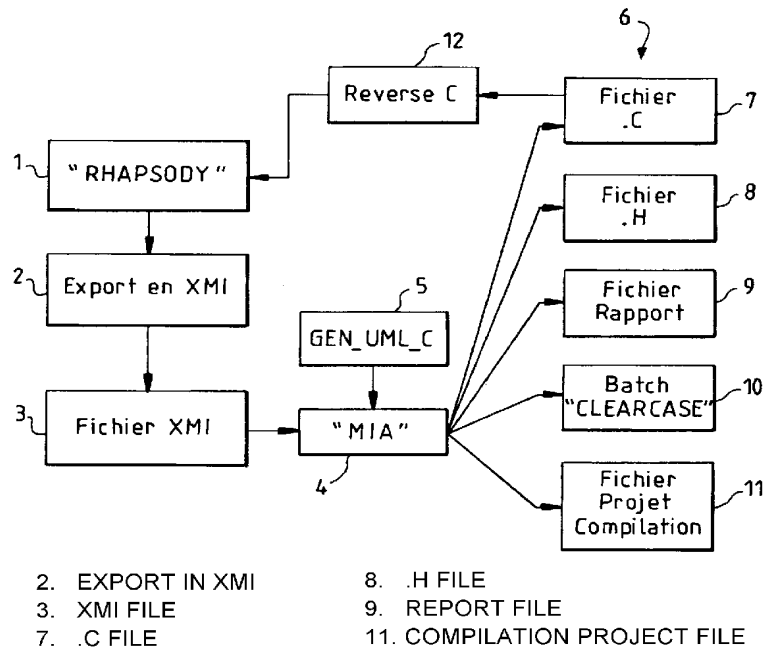 6
12
Reverse C
Fichier
.C
7
1
"RHAPSODY"
Fichier
.H
8
2
Export en XMI
5
GEN_UML_C
Fichier
Rapport
9
3
Fichier XMI
"MIA"
4
Batch
"CLEARCASE"
10
Fichier
Projet
Compilation
11
2. EXPORT IN XMI
3. XMI FILE
7. .C FILE
8. .H FILE
9. REPORT FILE
11. COMPILATION PROJECT FILE